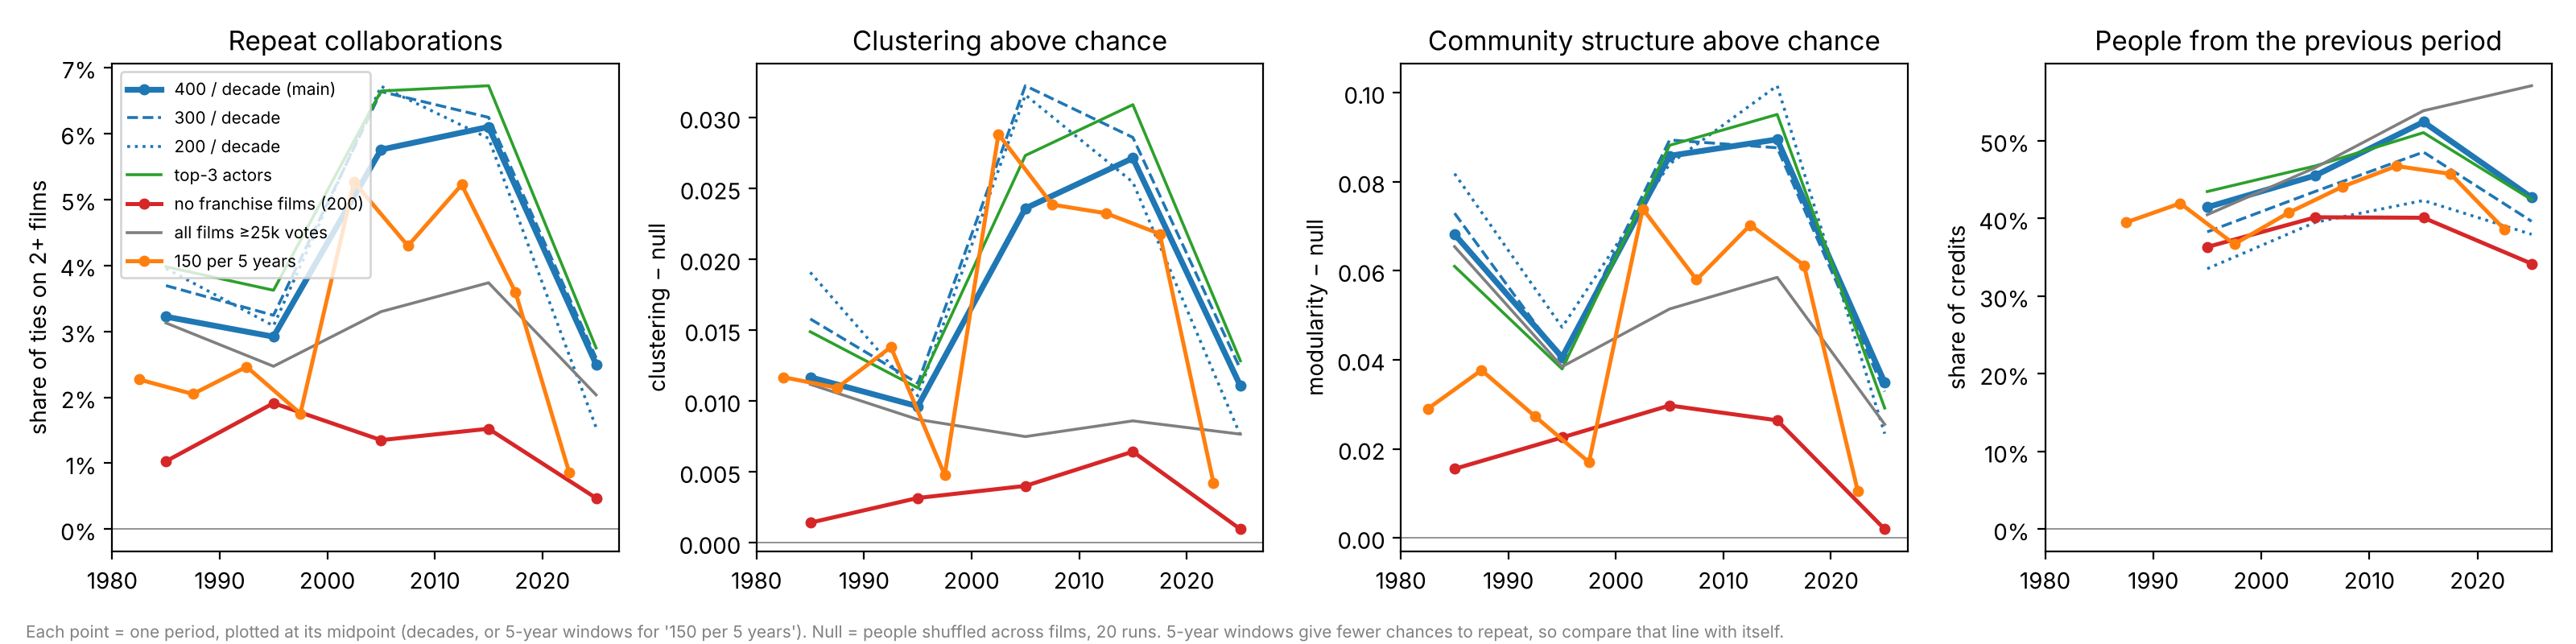 Repeat collaborations
Clustering above chance
Community structure above chance
People from the previous period
share of ties on 2+ films
7%
6%
5%
4%
3%
2%
1%
0%
400 / decade (main)
300 / decade
200 / decade
top-3 actors
no franchise films (200)
all films ≥25k votes
150 per 5 years
1980 1990 2000 2010 2020
clustering − null
0.030
0.025
0.020
0.015
0.010
0.005
0.000
1980 1990 2000 2010 2020
modularity − null
0.10
0.08
0.06
0.04
0.02
0.00
1980 1990 2000 2010 2020
share of credits
50%
40%
30%
20%
10%
0%
1980 1990 2000 2010 2020
Each point = one period, plotted at its midpoint (decades, or 5-year windows for '150 per 5 years'). Null = people shuffled across films, 20 runs. 5-year windows give fewer chances to repeat, so compare that line with itself.